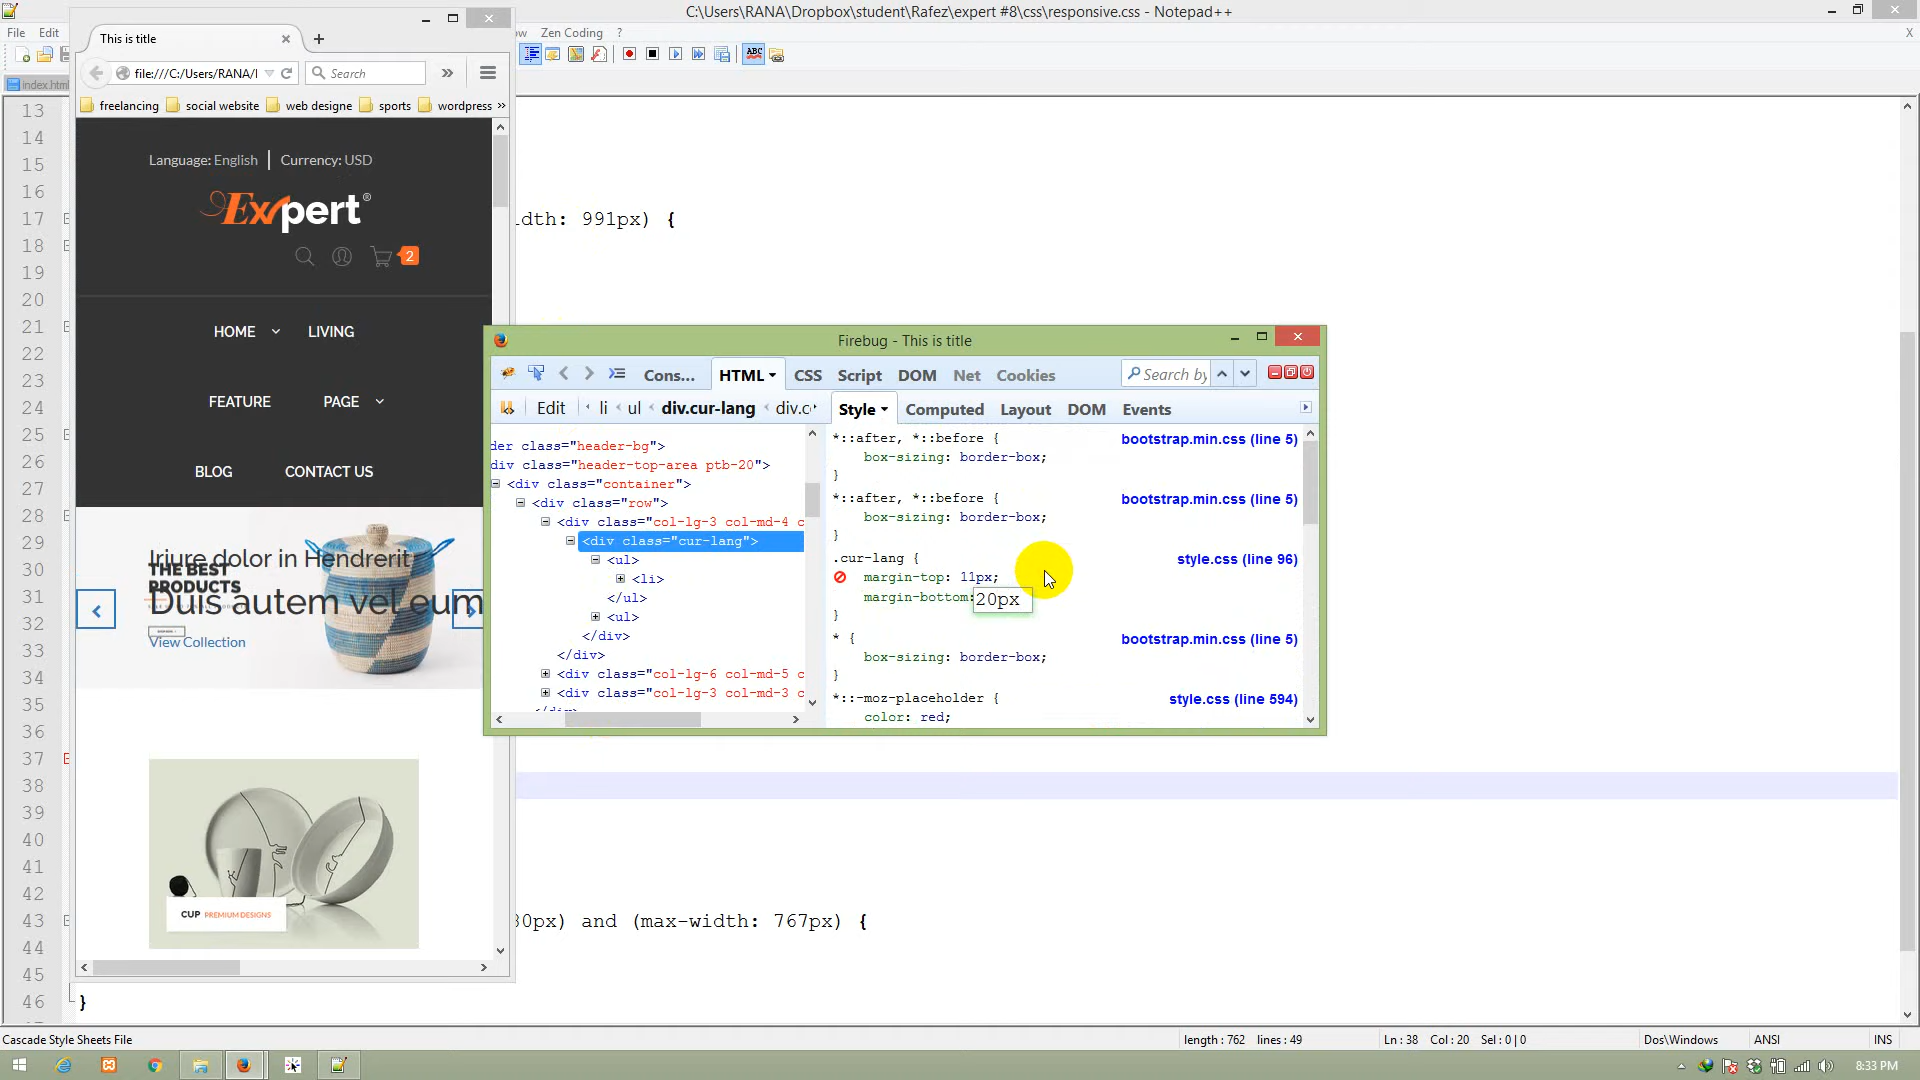 C:\Users\RANA\Dropbox\student\Rafez\expert #8\css\responsive.css - Notepad++
File Edit
Zen Coding ?
X
This is title
file:///C:/Users/RANA/
Search
freelancing social website web designe sports wordpress
index.html
ABC
13
14
15
16
17
18
19
20
21
22
23
24
25
26
27
28
29
30
31
32
33
34
35
36
37
38
39
40
41
42
43
44
45
46
Language: English | Currency: USD
Expert®
2
HOME LIVING
FEATURE PAGE
BLOG CONTACT US
Iriure dolor in Hendrerit
THE BEST
PRODUCTS
Duis autem vel eum
View Collection
CUP PREMIUM DESIGNS
991px) {
and (max-width: 767px) {
}
Firebug - This is title
Cons... HTML CSS Script DOM Net Cookies
Search by
Edit li ul div.cur-lang
Style Computed Layout DOM Events
der class="header-bg">
div class="header-top-area ptb-20">
<div class="container">
<div class="row">
<div class="col-lg-3 col-md-4 c
<div class="cur-lang">
<ul>
<li>
</ul>
<ul>
</div>
</div>
<div class="col-lg-6 col-md-5 c
<div class="col-lg-3 col-md-3 c
*::after, *::before {
bootstrap.min.css (line 5)
box-sizing: border-box;
}
*::after, *::before {
bootstrap.min.css (line 5)
box-sizing: border-box;
}
.cur-lang {
style.css (line 96)
margin-top: 11px;
margin-bottom: 20px
}
* {
bootstrap.min.css (line 5)
box-sizing: border-box;
}
*::-moz-placeholder {
style.css (line 594)
color: red;
Cascade Style Sheets File
length : 762 lines : 49
Ln : 38 Col : 20 Sel : 0 | 0
Dos\Windows
ANSI
INS
8:33 PM